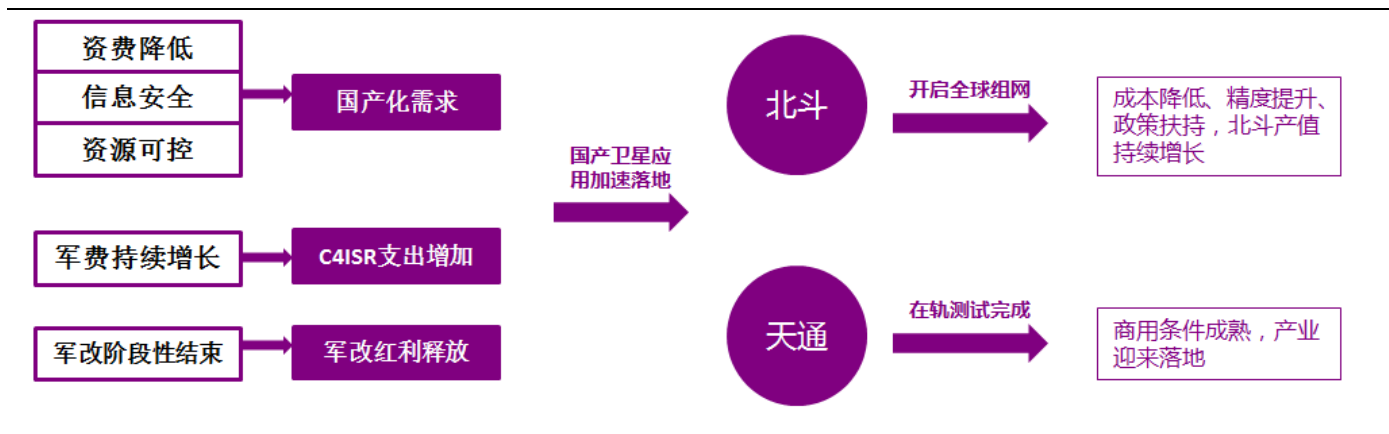 资费降低
信息安全
资源可控
国产化需求
军费持续增长
C4ISR支出增加
军改阶段性结束
军改红利释放
国产卫星应
用加速落地
北斗
开启全球组网
成本降低、精度提升、
政策扶持，北斗产值
持续增长
天通
在轨测试完成
商用条件成熟，产业
迎来落地